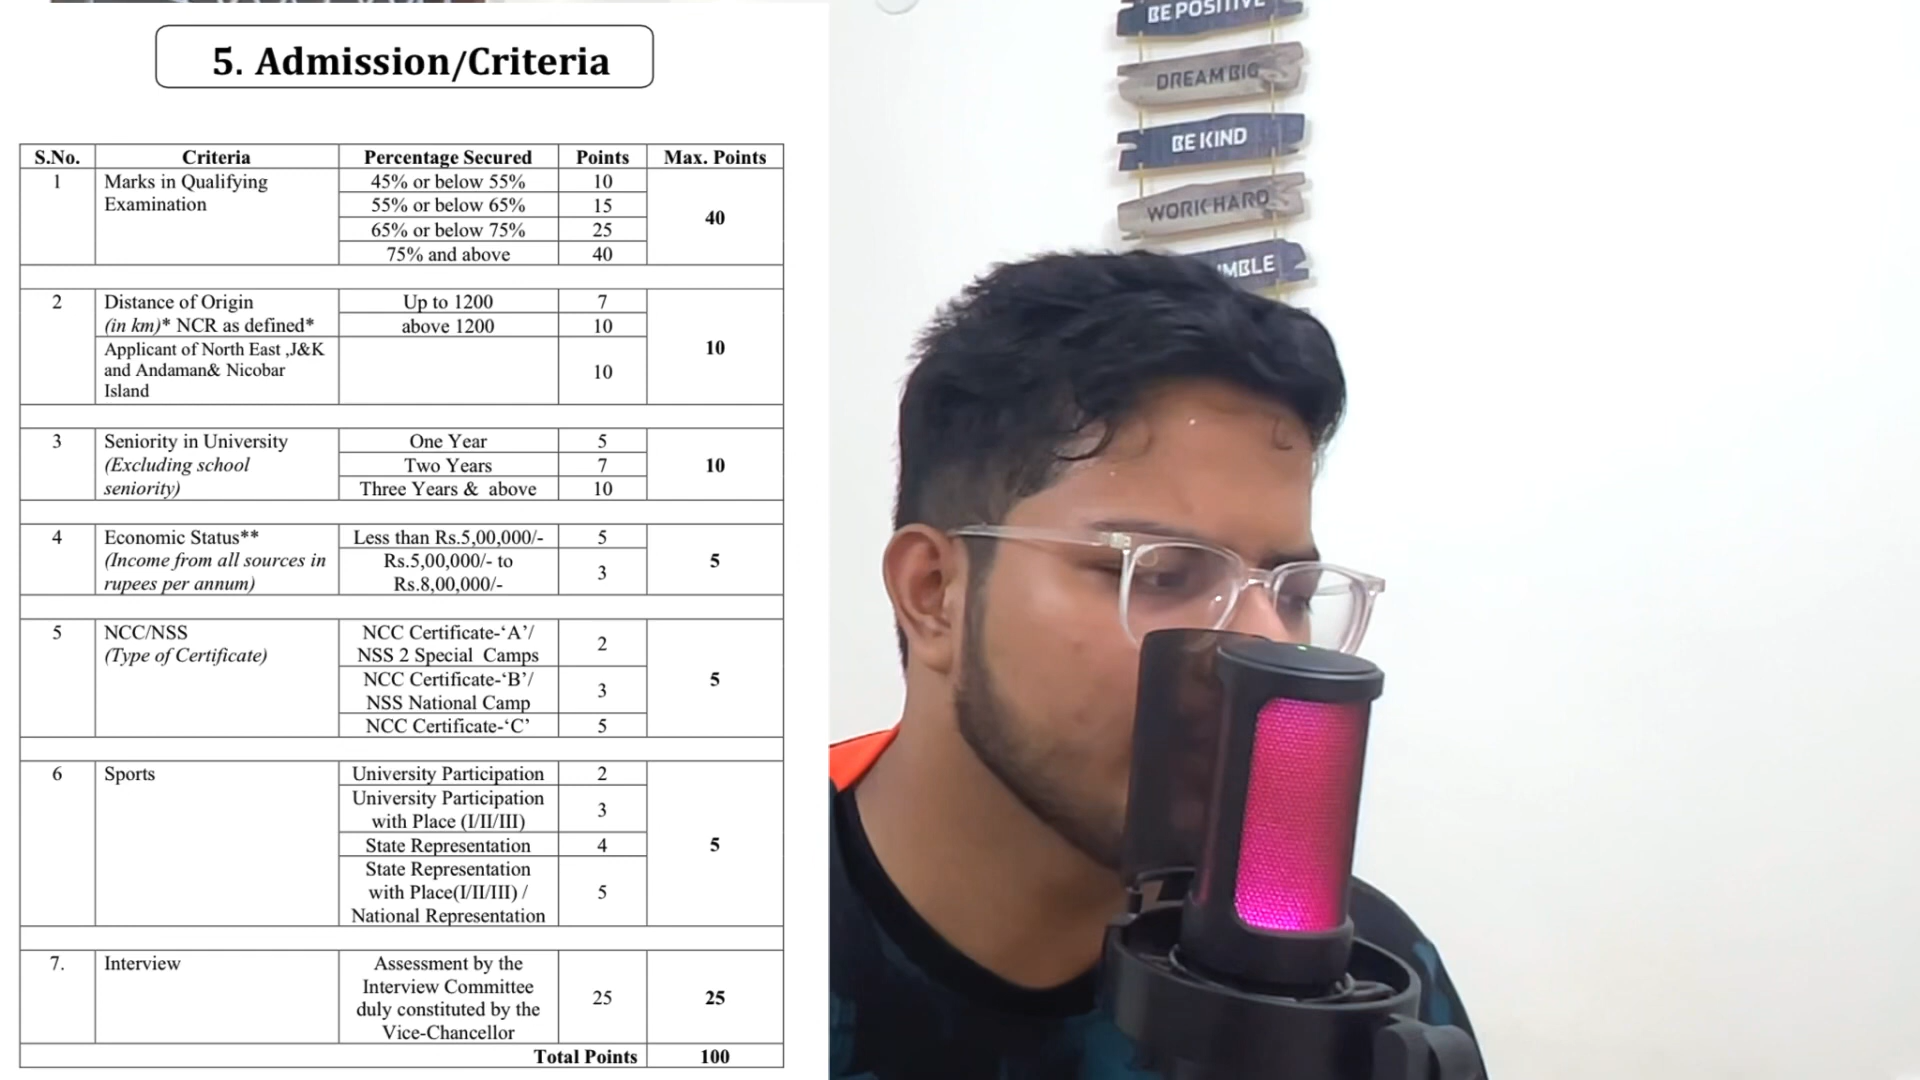 5. Admission/Criteria
S.No. Criteria Percentage Secured Points Max. Points
1 Marks in Qualifying Examination 45% or below 55% 10 40
55% or below 65% 15
65% or below 75% 25
75% and above 40
2 Distance of Origin Up to 1200 7 10
(in km)* NCR as defined* above 1200 10
Applicant of North East ,J&K
and Andaman& Nicobar 10
Island
3 Seniority in University One Year 5 10
(Excluding school Two Years 7
seniority) Three Years & above 10
4 Economic Status** Less than Rs.5,00,000/- 5 5
(Income from all sources in Rs.5,00,000/- to 3
rupees per annum) Rs.8,00,000/-
5 NCC/NSS NCC Certificate-‘A’/ 2 5
(Type of Certificate) NSS 2 Special Camps
NCC Certificate-‘B’/ 3
NSS National Camp
NCC Certificate-‘C’ 5
6 Sports University Participation 2 5
University Participation 3
with Place (I/II/III)
State Representation 4
State Representation
with Place(I/II/III) / 5
National Representation
7. Interview Assessment by the
Interview Committee 25 25
duly constituted by the
Vice-Chancellor
Total Points 100
BE POSITIVE
DREAM BIG
BE KIND
WORK HARD
MBLE